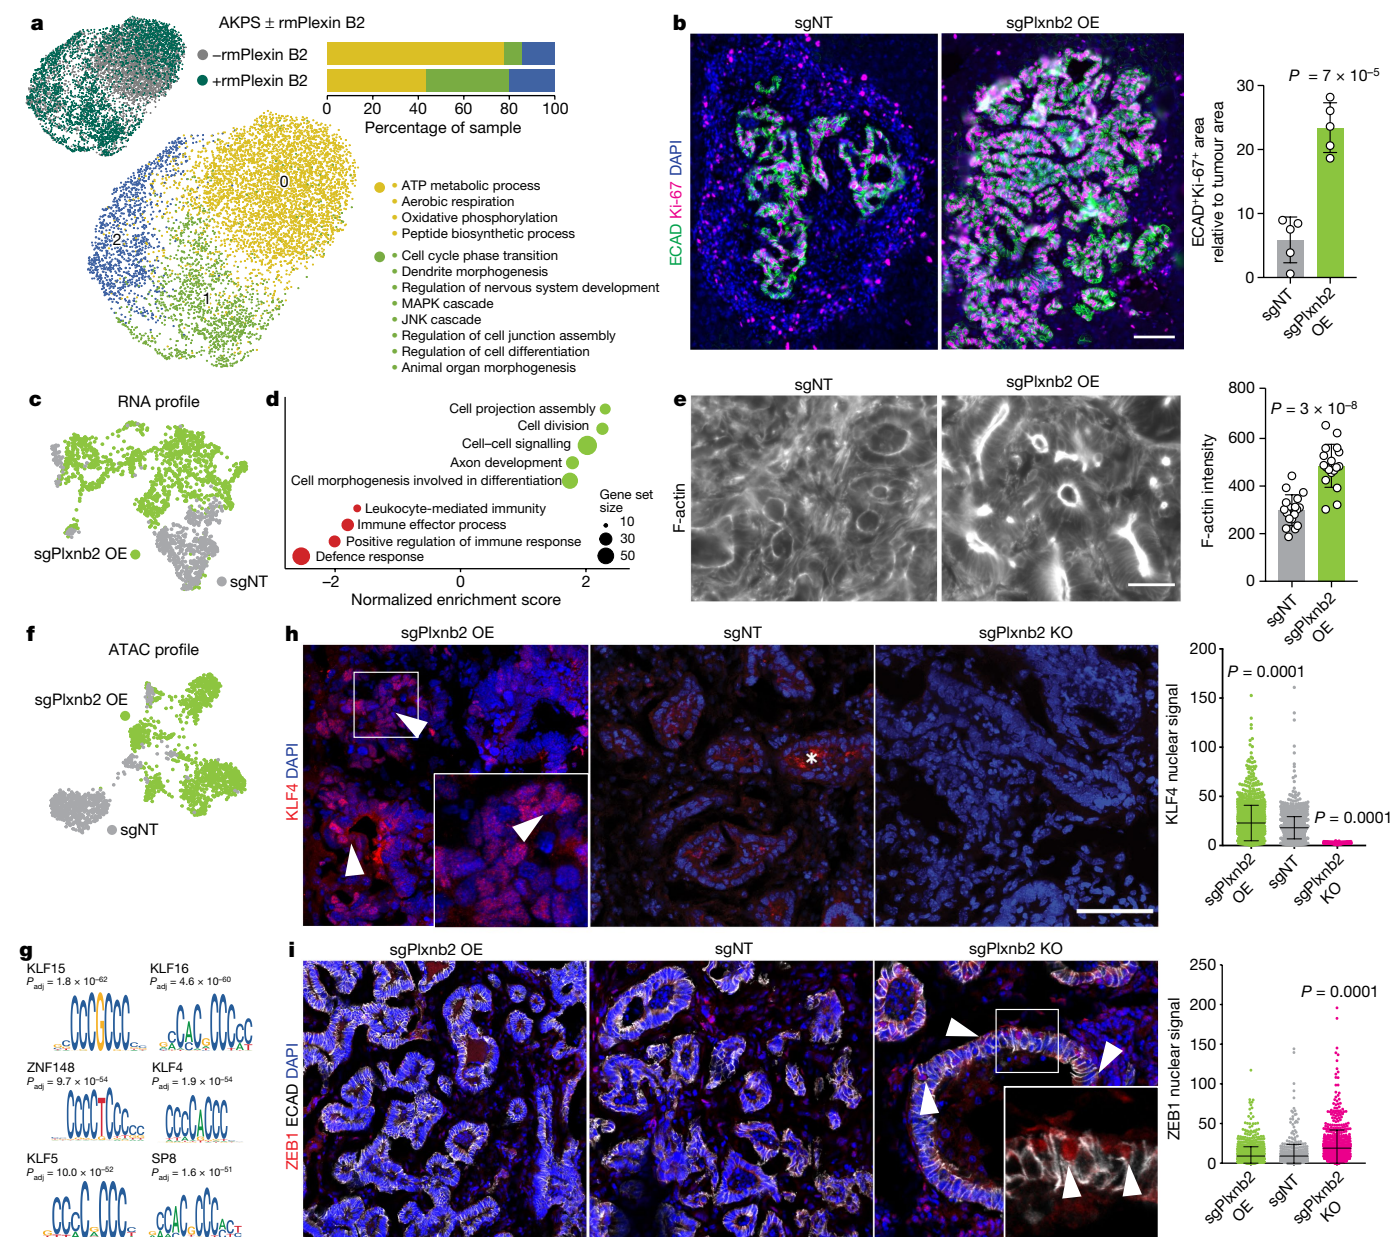 a
AKPS ± rmPlexin B2
–rmPlexin B2
+rmPlexin B2
0 20 40 60 80 100
Percentage of sample
0
2
1
ATP metabolic process
Aerobic respiration
Oxidative phosphorylation
Peptide biosynthetic process
Cell cycle phase transition
Dendrite morphogenesis
Regulation of nervous system development
MAPK cascade
JNK cascade
Regulation of cell junction assembly
Regulation of cell differentiation
Animal organ morphogenesis
b
sgNT
sgPlxnb2 OE
ECAD Ki-67 DAPI
P = 7 × 10⁻⁵
ECAD⁺Ki-67⁺ area
relative to tumour area
30
20
10
0
sgNT
sgPlxnb2
OE
c
RNA profile
sgPlxnb2 OE
sgNT
d
Cell projection assembly
Cell division
Cell–cell signalling
Axon development
Cell morphogenesis involved in differentiation
Leukocyte-mediated immunity
Immune effector process
Positive regulation of immune response
Defence response
Gene set
size
10
30
50
–2 0 2
Normalized enrichment score
e
sgNT
sgPlxnb2 OE
F-actin
P = 3 × 10⁻⁸
F-actin intensity
800
600
400
200
0
sgNT
sgPlxnb2
OE
f
ATAC profile
sgPlxnb2 OE
sgNT
g
KLF15
Padj = 1.8 × 10⁻⁶²
KLF16
Padj = 4.6 × 10⁻⁶⁰
ZNF148
Padj = 9.7 × 10⁻⁵⁴
KLF4
Padj = 1.9 × 10⁻⁵⁴
KLF5
Padj = 10.0 × 10⁻⁵²
SP8
Padj = 1.6 × 10⁻⁵¹
h
sgPlxnb2 OE
sgNT
sgPlxnb2 KO
KLF4 DAPI
*
KLF4 nuclear signal
200
150
100
50
0
P = 0.0001
P = 0.0001
sgPlxnb2
OE
sgNT
sgPlxnb2
KO
i
sgPlxnb2 OE
sgNT
sgPlxnb2 KO
ZEB1 ECAD DAPI
ZEB1 nuclear signal
250
200
150
100
50
0
P = 0.0001
sgPlxnb2
OE
sgNT
sgPlxnb2
KO